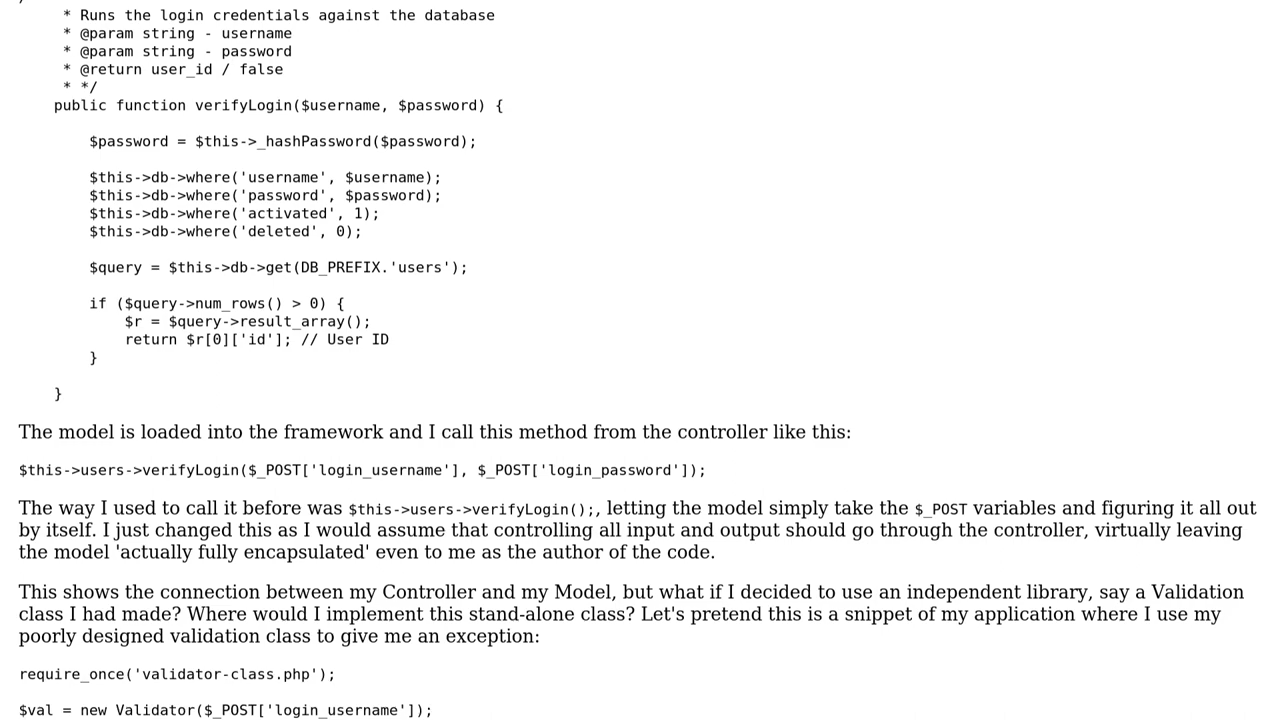 /
     * Runs the login credentials against the database
     * @param string - username
     * @param string - password
     * @return user_id / false
     * */
    public function verifyLogin($username, $password) {

        $password = $this->_hashPassword($password);

        $this->db->where('username', $username);
        $this->db->where('password', $password);
        $this->db->where('activated', 1);
        $this->db->where('deleted', 0);

        $query = $this->db->get(DB_PREFIX.'users');

        if ($query->num_rows() > 0) {
            $r = $query->result_array();
            return $r[0]['id']; // User ID
        }

    }
The model is loaded into the framework and I call this method from the controller like this:
$this->users->verifyLogin($_POST['login_username'], $_POST['login_password']);
The way I used to call it before was $this->users->verifyLogin();, letting the model simply take the $_POST variables and figuring it all out
by itself. I just changed this as I would assume that controlling all input and output should go through the controller, virtually leaving
the model 'actually fully encapsulated' even to me as the author of the code.
This shows the connection between my Controller and my Model, but what if I decided to use an independent library, say a Validation
class I had made? Where would I implement this stand-alone class? Let's pretend this is a snippet of my application where I use my
poorly designed validation class to give me an exception:
require_once('validator-class.php');
$val = new Validator($_POST['login_username']);